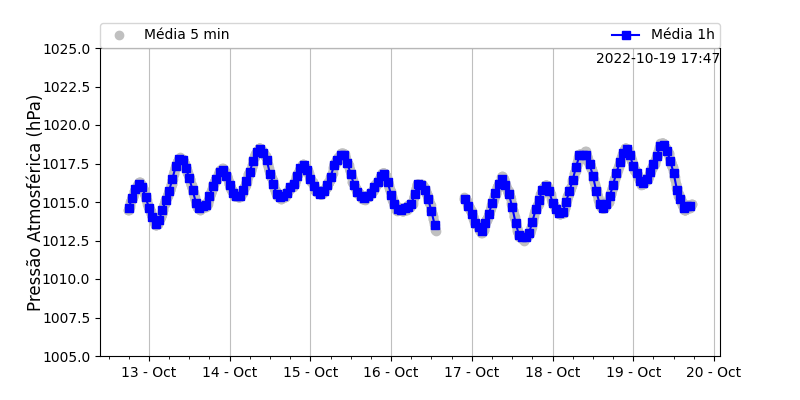 Média 5 min
Média 1h
2022-10-19 17:47
Pressão Atmosférica (hPa)
1025.0
1022.5
1020.0
1017.5
1015.0
1012.5
1010.0
1007.5
1005.0
13 - Oct
14 - Oct
15 - Oct
16 - Oct
17 - Oct
18 - Oct
19 - Oct
20 - Oct